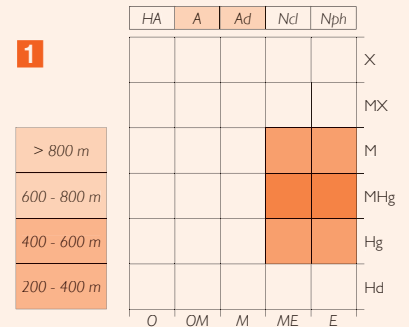 HA A Ad Ncl Nph
1
X
MX
> 800 m M
600 - 800 m MHg
400 - 600 m Hg
200 - 400 m Hd
O OM M ME E